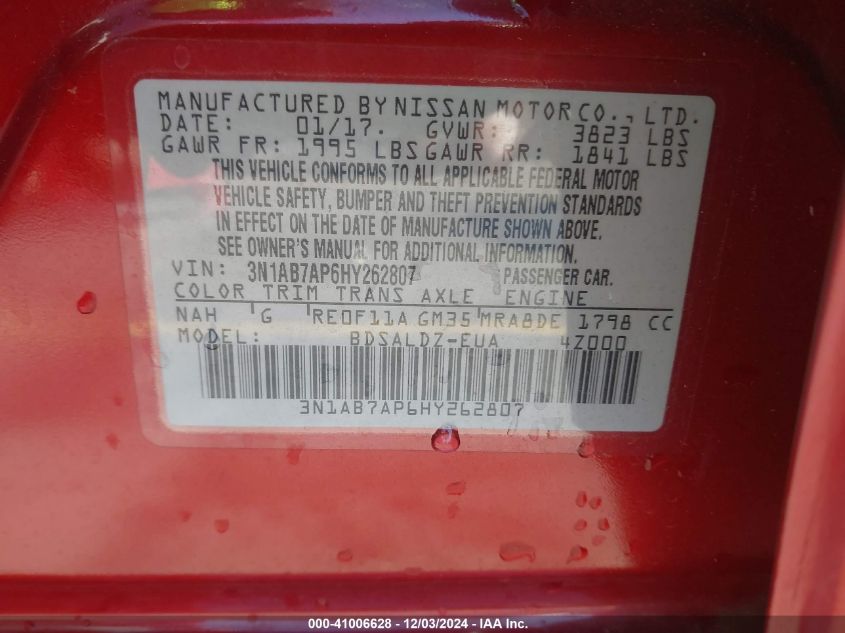 MANUFACTURED BY NISSAN MOTOR CO., LTD.
DATE: 01/17. GVWR: 3823 LBS
GAWR FR: 1995 LBS GAWR RR: 1841 LBS
THIS VEHICLE CONFORMS TO ALL APPLICABLE FEDERAL MOTOR
VEHICLE SAFETY, BUMPER AND THEFT PREVENTION STANDARDS
IN EFFECT ON THE DATE OF MANUFACTURE SHOWN ABOVE.
SEE OWNER'S MANUAL FOR ADDITIONAL INFORMATION.
VIN: 3N1AB7AP6HY262807 PASSENGER CAR.
COLOR TRIM TRANS AXLE ENGINE
NAH G RE0F11A GM35 MRA8DE 1798 CC
MODEL: BDSALDZ-EUA 4Z000
3N1AB7AP6HY262807
000-41006628 - 12/03/2024 - IAA Inc.